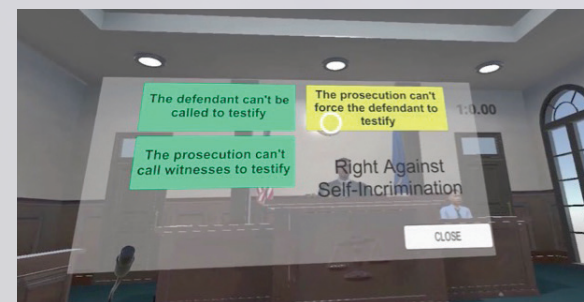 The defendant can't be
called to testify
The prosecution can't
force the defendant to
testify
1:0.00
The prosecution can't
call witnesses to testify
Right Against
Self-Incrimination
CLOSE